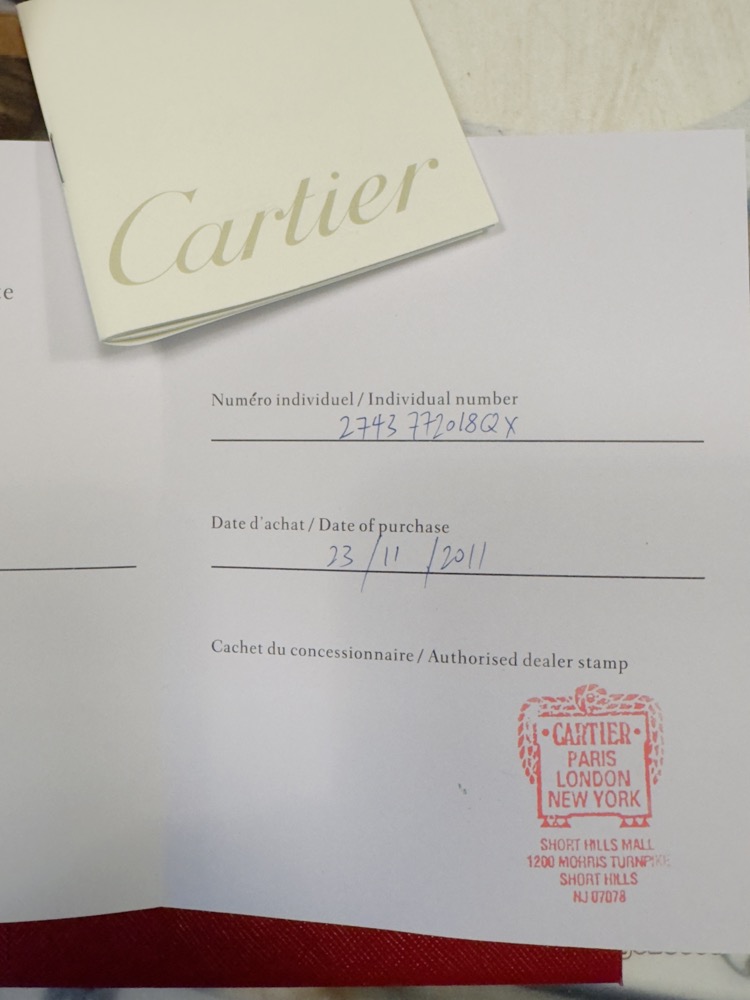 Cartier
Numéro individuel / Individual number
2743 772018QX
Date d'achat / Date of purchase
23/11/2011
Cachet du concessionnaire / Authorised dealer stamp
·CARTIER·
PARIS
LONDON
NEW YORK
SHORT HILLS MALL
1200 MORRIS TURNPIKE
SHORT HILLS
NJ 07078